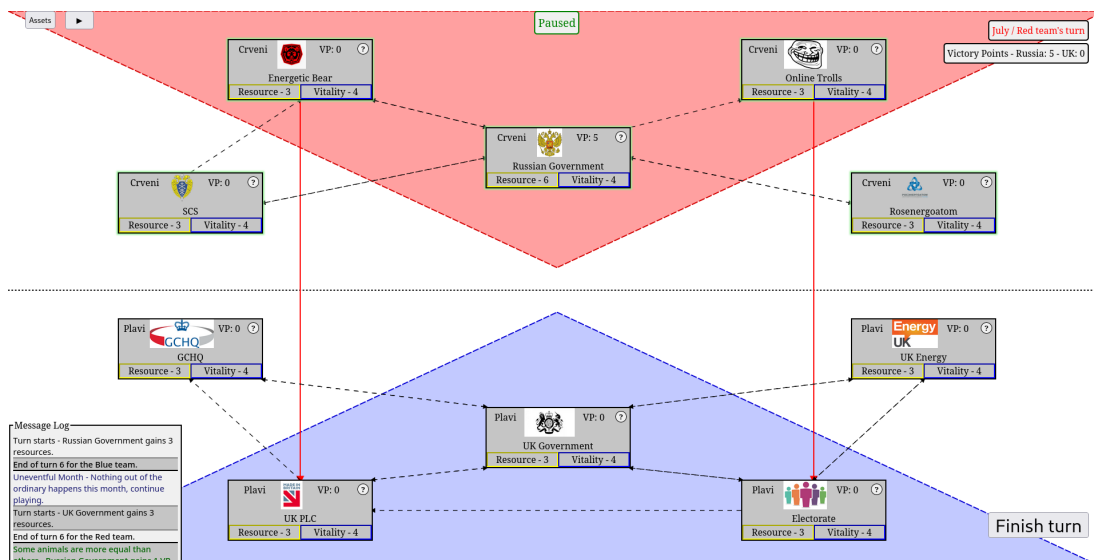 Assets
►
Paused
July / Red team's turn
Victory Points - Russia: 5 - UK: 0
Crveni VP: 0 ?
Energetic Bear
Resource - 3 Vitality - 4
Crveni VP: 0 ?
Online Trolls
Resource - 3 Vitality - 4
Crveni VP: 5 ?
Russian Government
Resource - 6 Vitality - 4
Crveni VP: 0 ?
SCS
Resource - 3 Vitality - 4
Crveni VP: 0 ?
Rosenergoatom
Resource - 3 Vitality - 4
Plavi GCHQ VP: 0 ?
GCHQ
Resource - 3 Vitality - 4
Plavi Energy UK VP: 0 ?
UK Energy
Resource - 3 Vitality - 4
Plavi VP: 0 ?
UK Government
Resource - 3 Vitality - 4
Plavi VP: 0 ?
UK PLC
Resource - 3 Vitality - 4
Plavi VP: 0 ?
Electorate
Resource - 3 Vitality - 4
Message Log
Turn starts - Russian Government gains 3
resources.
End of turn 6 for the Blue team.
Uneventful Month - Nothing out of the
ordinary happens this month, continue
playing.
Turn starts - UK Government gains 3
resources.
End of turn 6 for the Red team.
Some animals are more equal than
others - Russian Government gains 1 VP
Finish turn